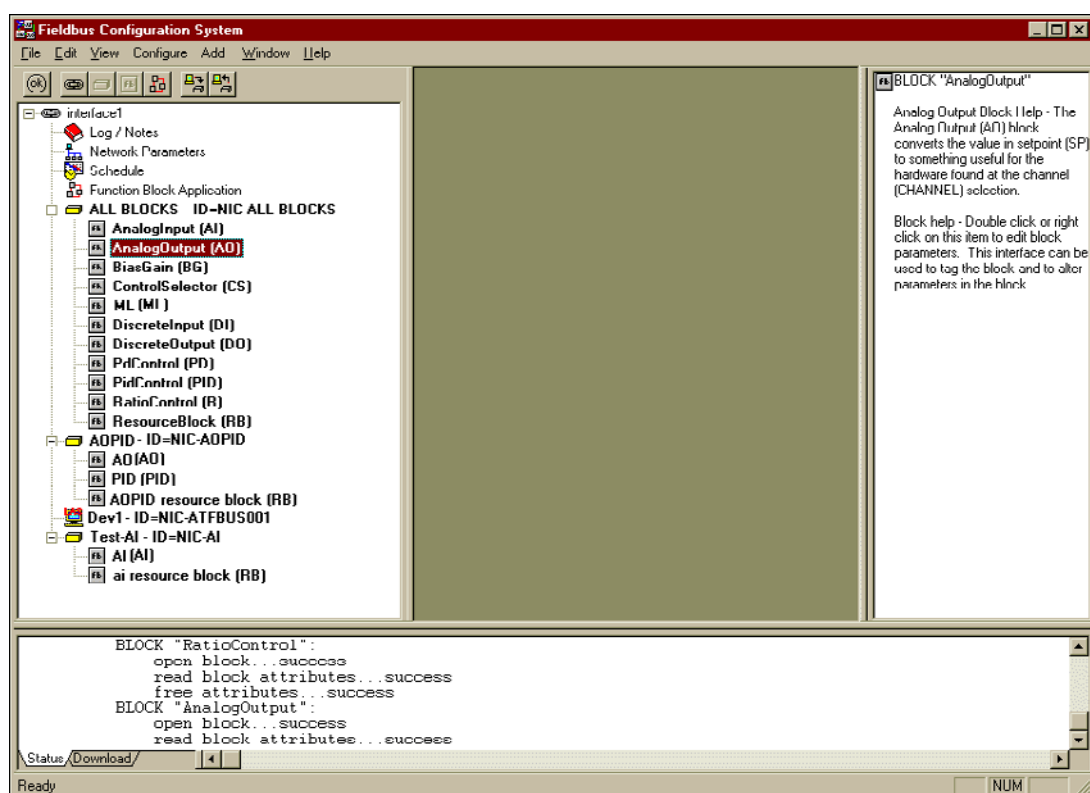 Fieldbus Configuration System
File Edit View Configure Add Window Help
interface1
Log / Notes
Network Parameters
Schedule
Function Block Application
ALL BLOCKS ID=NIC ALL BLOCKS
AnalogInput (AI)
AnalogOutput (AO)
BiasGain (BG)
ControlSelector (CS)
ML (ML)
DiscreteInput (DI)
DiscreteOutput (DO)
PdControl (PD)
PidControl (PID)
RatioControl (R)
ResourceBlock (RB)
AOPID - ID=NIC-AOPID
AO (AO)
PID (PID)
AOPID resource block (RB)
Dev1 - ID=NIC-ATFBUS001
Test-AI - ID=NIC-AI
AI (AI)
ai resource block (RB)
BLOCK "AnalogOutput"
Analog Output Block Help - The
Analog Output (AO) block
converts the value in setpoint (SP)
to something useful for the
hardware found at the channel
(CHANNEL) selection.
Block help - Double click or right
click on this item to edit block
parameters. This interface can be
used to tag the block and to alter
parameters in the block
BLOCK "RatioControl":
open block...success
read block attributes...success
free attributes...success
BLOCK "AnalogOutput":
open block...success
read block attributes...success
Status Download
Ready NUM